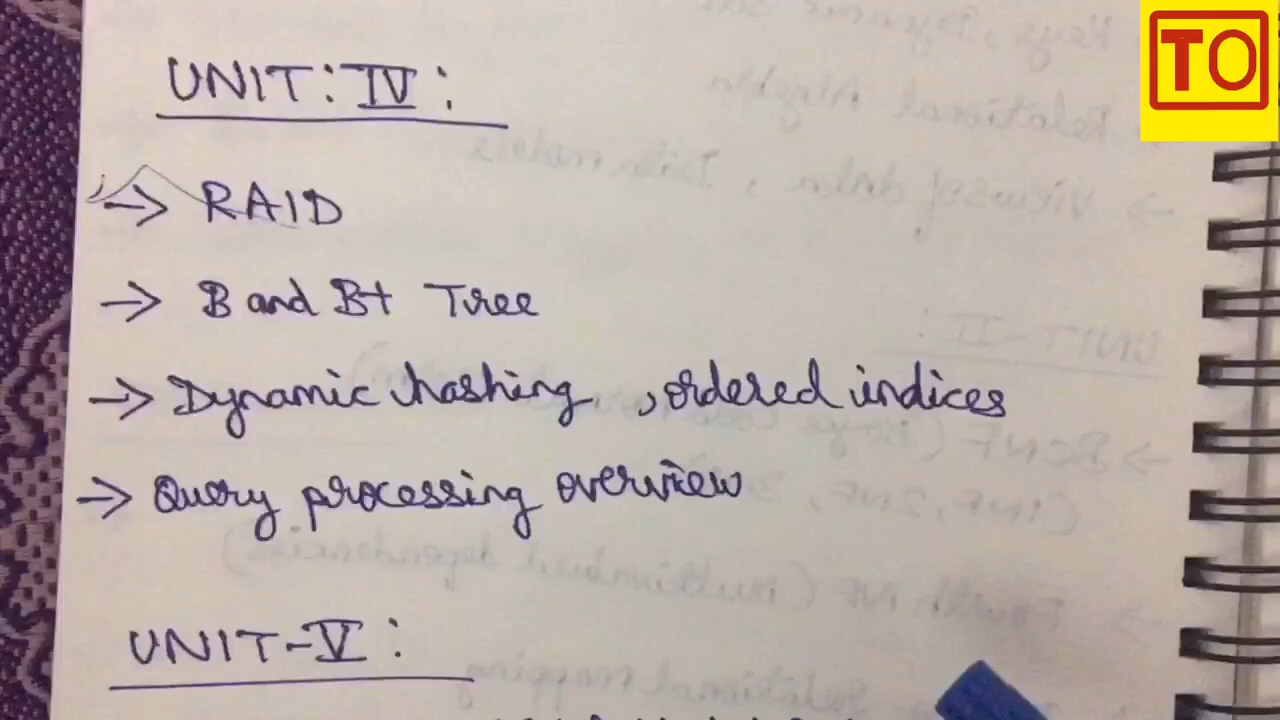 TO
UNIT: IV:
→ RAID
→ B and B+ Tree
→ Dynamic hashing, ordered indices
→ Query processing overview
UNIT-V: